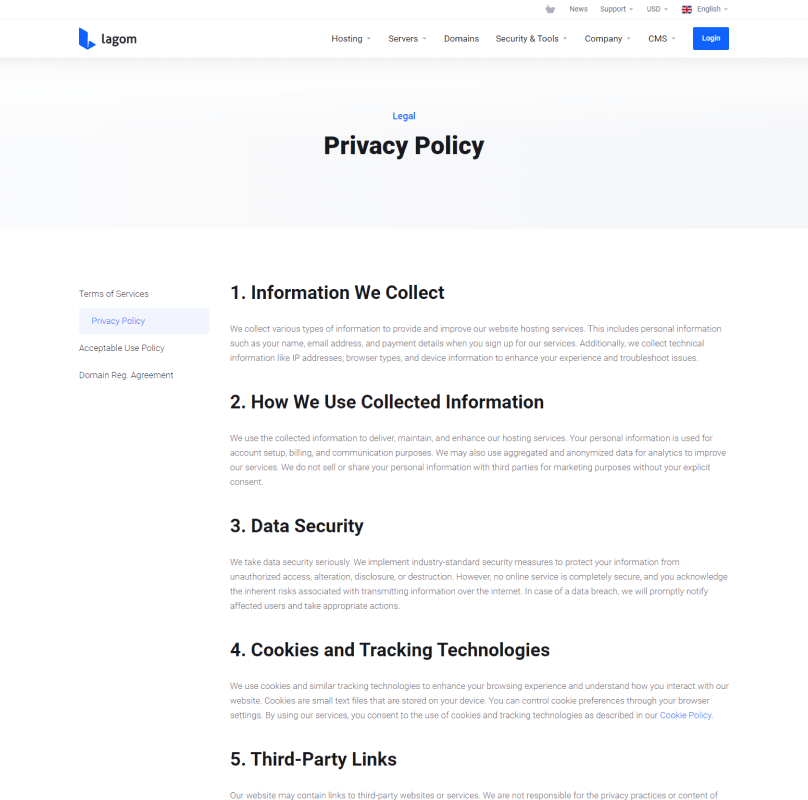 News Support USD English
lagom Hosting Servers Domains Security & Tools Company CMS Login
Legal
Privacy Policy
Terms of Services
Privacy Policy
Acceptable Use Policy
Domain Reg. Agreement
1. Information We Collect
We collect various types of information to provide and improve our website hosting services. This includes personal information
such as your name, email address, and payment details when you sign up for our services. Additionally, we collect technical
information like IP addresses, browser types, and device information to enhance your experience and troubleshoot issues.
2. How We Use Collected Information
We use the collected information to deliver, maintain, and enhance our hosting services. Your personal information is used for
account setup, billing, and communication purposes. We may also use aggregated and anonymized data for analytics to improve
our services. We do not sell or share your personal information with third parties for marketing purposes without your explicit
consent.
3. Data Security
We take data security seriously. We implement industry-standard security measures to protect your information from
unauthorized access, alteration, disclosure, or destruction. However, no online service is completely secure, and you acknowledge
the inherent risks associated with transmitting information over the internet. In case of a data breach, we will promptly notify
affected users and take appropriate actions.
4. Cookies and Tracking Technologies
We use cookies and similar tracking technologies to enhance your browsing experience and understand how you interact with our
website. Cookies are small text files that are stored on your device. You can control cookie preferences through your browser
settings. By using our services, you consent to the use of cookies and tracking technologies as described in our Cookie Policy.
5. Third-Party Links
Our website may contain links to third-party websites or services. We are not responsible for the privacy practices or content of